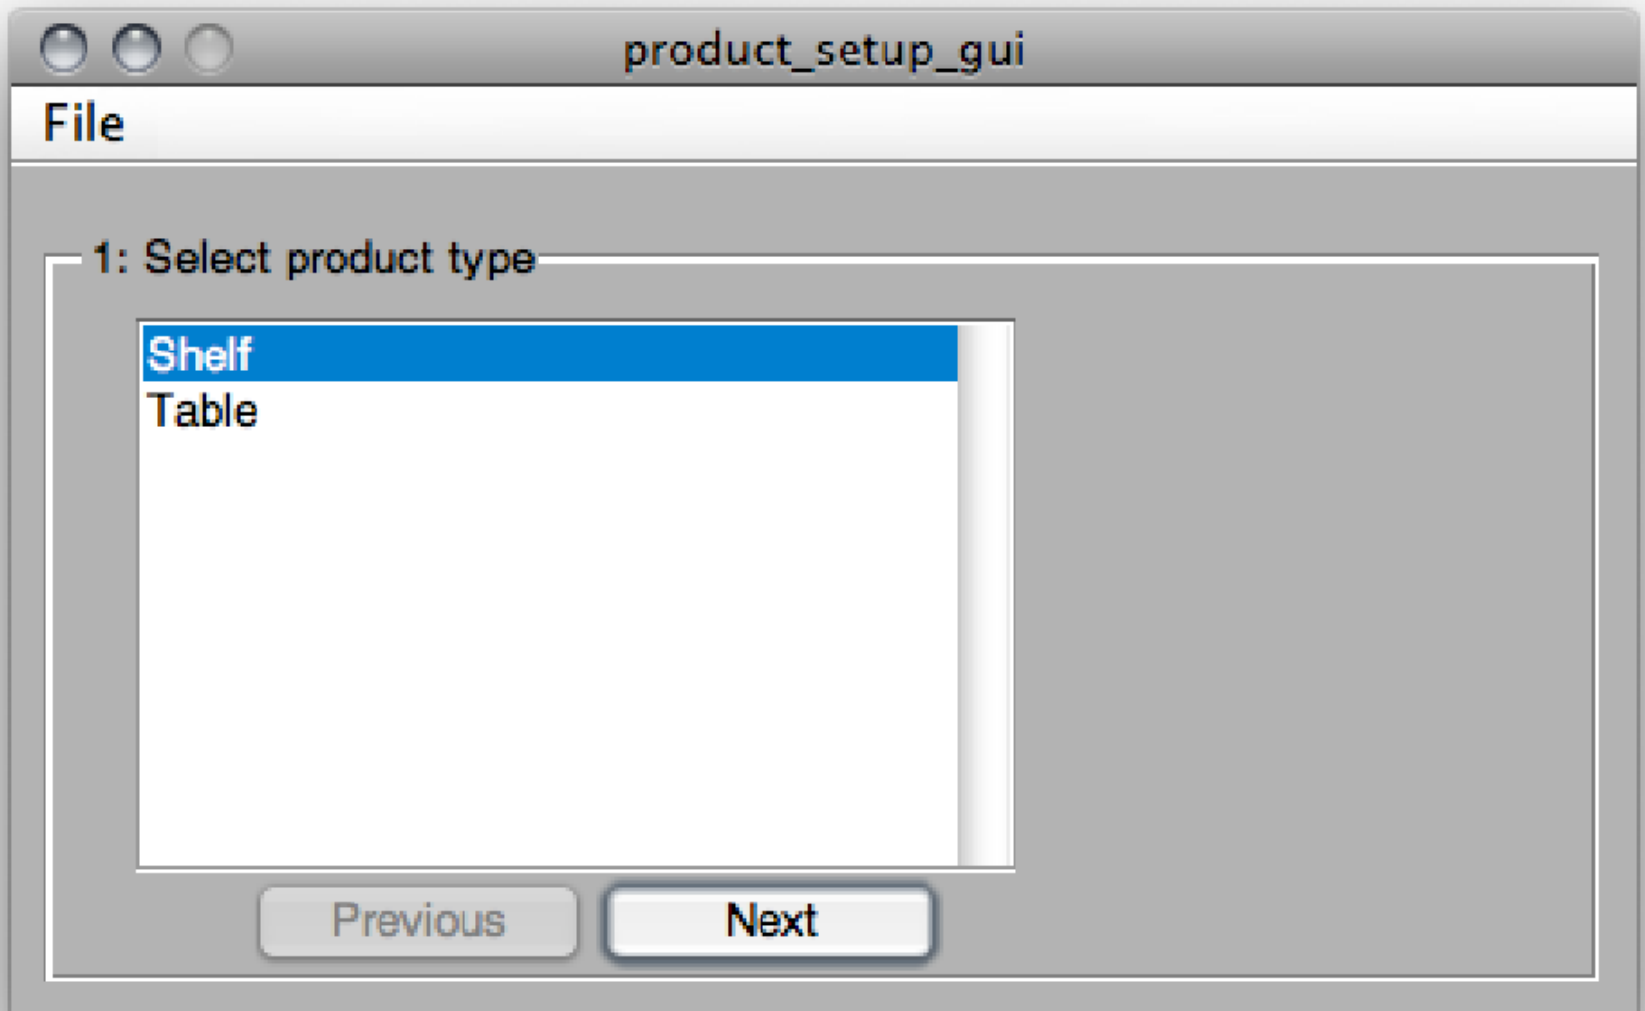 product_setup_gui
File
1: Select product type
Shelf
Table
Previous
Next